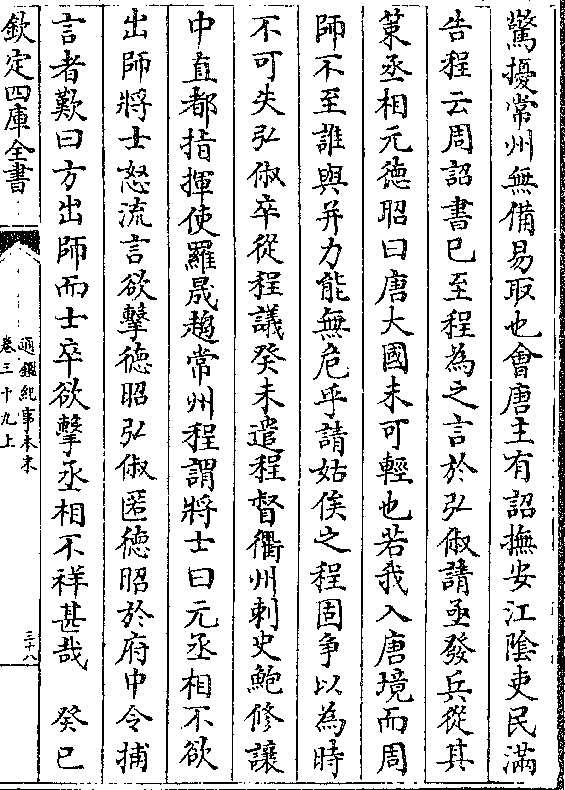 驚擾常州無備易取也會唐主有詔撫安江陰吏民滿
告程云周詔書已至程為之言於弘俶請亟發兵從其
策丞相元徳昭曰唐大國未可輕也若我入唐境而周
師不至誰與并力能無危乎請姑俟之程固爭以為時
不可失弘俶卒從程議癸未遣程督衢州刺史鮑修讓
中直都指揮使羅晟趨常州程謂將士曰元丞相不欲
出師將士怒流言欲擊徳昭弘俶匿徳昭於府中令捕
言者歎曰方出師而士卒欲擊丞相不祥甚哉　癸巳
欽定四庫全書
通鑑紀事本末
卷三十九上
三十八